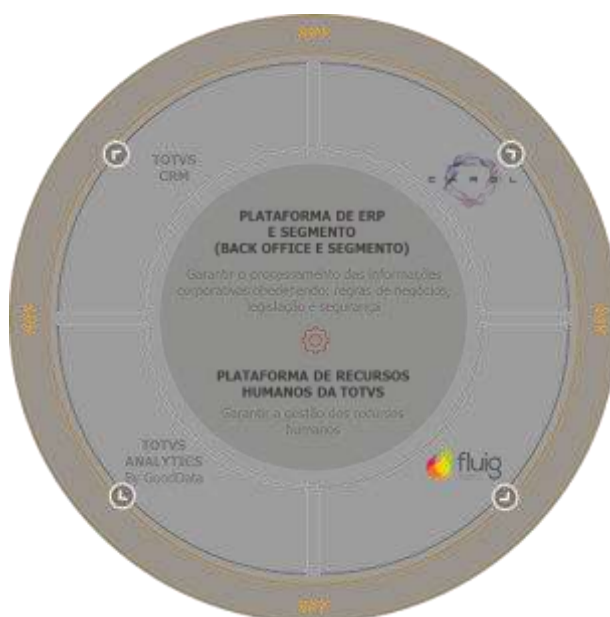 TOTVS
CRM
CAROL
PLATAFORMA DE ERP
E SEGMENTO
(BACK OFFICE E SEGMENTO)
Garantir o processamento das informações
corporativas obedecendo: regras de negócio,
legislação e segurança
PLATAFORMA DE RECURSOS
HUMANOS DA TOTVS
Garantir a gestão dos recursos
humanos
TOTVS
ANALYTICS
By GoodData
fluig